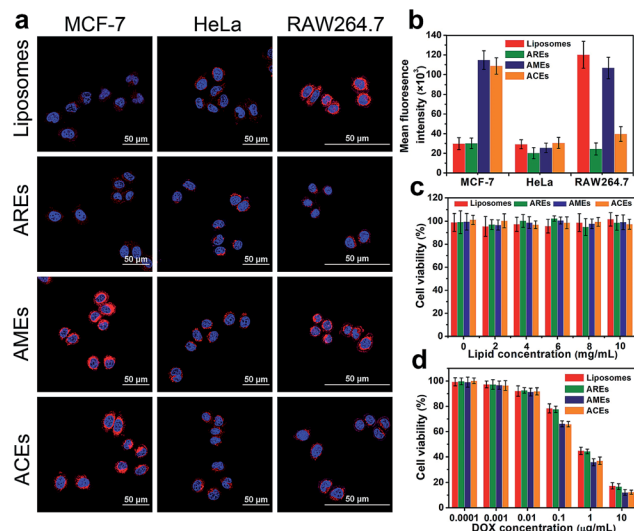 a
MCF-7 HeLa RAW264.7
Liposomes
50 μm 50 μm 50 μm
AREs
50 μm 50 μm 50 μm
AMEs
50 μm 50 μm 50 μm
ACEs
50 μm 50 μm 50 μm
b
Mean fluorescence
intensity (×10³)
140
120
100
80
60
40
20
0
Liposomes
AREs
AMEs
ACEs
MCF-7 HeLa RAW264.7
c
Cell viability (%)
120
100
80
60
40
20
0
Liposomes AREs AMEs ACEs
0 2 4 6 8 10
Lipid concentration (mg/mL)
d
Cell viability (%)
100
80
60
40
20
0
Liposomes
AREs
AMEs
ACEs
0.0001 0.001 0.01 0.1 1 10
DOX concentration (μg/mL)